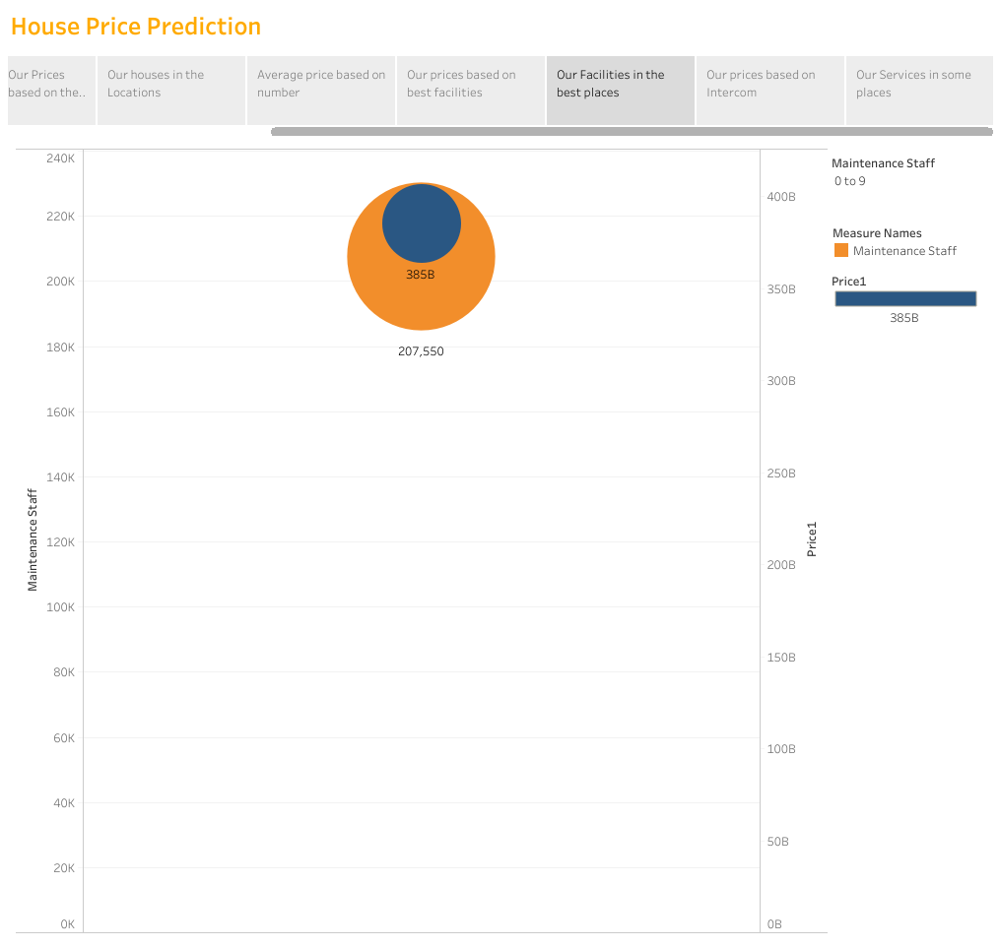 House Price Prediction
Our Prices
based on the..
Our houses in the
Locations
Average price based on
number
Our prices based on
best facilities
Our Facilities in the
best places
Our prices based on
Intercom
Our Services in some
places
240K
220K
200K
180K
160K
140K
120K
100K
80K
60K
40K
20K
0K
Maintenance Staff
385B
207,550
400B
350B
300B
250B
200B
150B
100B
50B
0B
Price1
Maintenance Staff
0 to 9
Measure Names
Maintenance Staff
Price1
385B